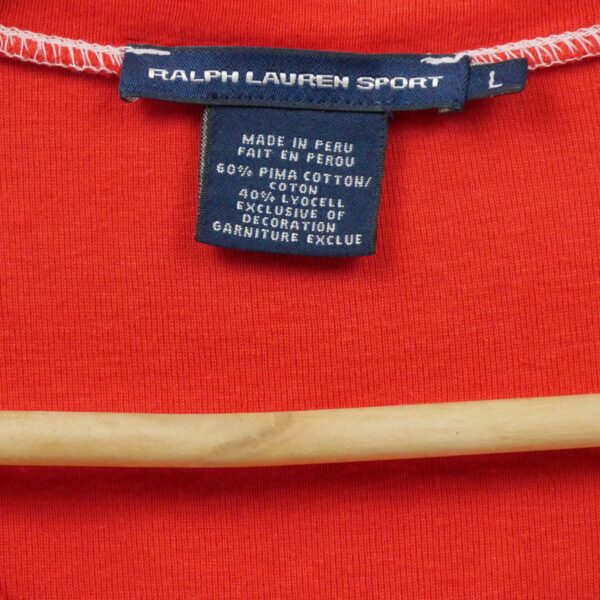 RALPH LAUREN SPORT L
MADE IN PERU
FAIT EN PEROU
60% PIMA COTTON/
COTON
40% LYOCELL
EXCLUSIVE OF
DECORATION
GARNITURE EXCLUE